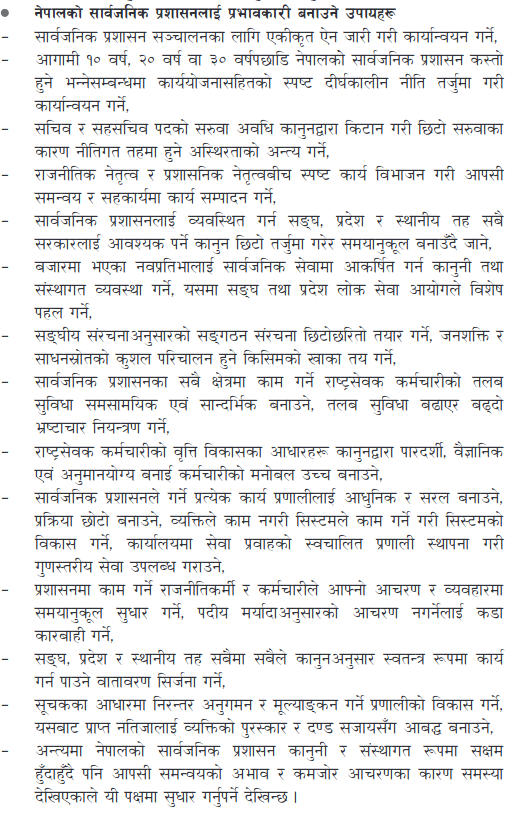 ● नेपालको सार्वजनिक प्रशासनलाई प्रभावकारी बनाउने उपायहरू
– सार्वजनिक प्रशासन सञ्चालनका लागि एकीकृत ऐन जारी गरी कार्यान्वयन गर्ने,
– आगामी १० वर्ष, २० वर्ष वा ३० वर्षपछाडि नेपालको सार्वजनिक प्रशासन कस्तो
हुने भन्नेसम्बन्धमा कार्ययोजनासहितको स्पष्ट दीर्घकालीन नीति तर्जुमा गरी
कार्यान्वयन गर्ने,
– सचिव र सहसचिव पदको सरुवा अवधि कानुनद्वारा किटान गरी छिटो सरुवाका
कारण नीतिगत तहमा हुने अस्थिरताको अन्त्य गर्ने,
– राजनीतिक नेतृत्व र प्रशासनिक नेतृत्वबीच स्पष्ट कार्य विभाजन गरी आपसी
समन्वय र सहकार्यमा कार्य सम्पादन गर्ने,
– सार्वजनिक प्रशासनलाई व्यवस्थित गर्न सङ्घ, प्रदेश र स्थानीय तह सबै
सरकारलाई आवश्यक पर्ने कानुन छिटो तर्जुमा गरेर समयानुकूल बनाउँदै जाने,
– बजारमा भएका नवप्रतिभालाई सार्वजनिक सेवामा आकर्षित गर्न कानुनी तथा
संस्थागत व्यवस्था गर्ने, यसमा सङ्घ तथा प्रदेश लोक सेवा आयोगले विशेष
पहल गर्ने,
– सङ्घीय संरचनाअनुसारको सङ्गठन संरचना छिटोछरितो तयार गर्ने, जनशक्ति र
साधनस्रोतको कुशल परिचालन हुने किसिमको खाका तय गर्ने,
– सार्वजनिक प्रशासनका सबै क्षेत्रमा काम गर्ने राष्ट्रसेवक कर्मचारीको तलब
सुविधा समसामयिक एवं सान्दर्भिक बनाउने, तलब सुविधा बढाएर बढ्दो
भ्रष्टाचार नियन्त्रण गर्ने,
– राष्ट्रसेवक कर्मचारीको वृत्ति विकासका आधारहरू कानुनद्वारा पारदर्शी, वैज्ञानिक
एवं अनुमानयोग्य बनाई कर्मचारीको मनोबल उच्च बनाउने,
– सार्वजनिक प्रशासनले गर्ने प्रत्येक कार्य प्रणालीलाई आधुनिक र सरल बनाउने,
प्रक्रिया छोटो बनाउने, व्यक्तिले काम नगरी सिस्टमले काम गर्ने गरी सिस्टमको
विकास गर्ने, कार्यालयमा सेवा प्रवाहको स्वचालित प्रणाली स्थापना गरी
गुणस्तरीय सेवा उपलब्ध गराउने,
– प्रशासनमा काम गर्ने राजनीतिकर्मी र कर्मचारीले आफ्नो आचरण र व्यवहारमा
समयानुकूल सुधार गर्ने, पदीय मर्यादाअनुसारको आचरण नगर्नेलाई कडा
कारबाही गर्ने,
– सङ्घ, प्रदेश र स्थानीय तह सबैमा सबैले कानुनअनुसार स्वतन्त्र रूपमा कार्य
गर्न पाउने वातावरण सिर्जना गर्ने,
– सूचकका आधारमा निरन्तर अनुगमन र मूल्याङ्कन गर्ने प्रणालीको विकास गर्ने,
यसबाट प्राप्त नतिजालाई व्यक्तिको पुरस्कार र दण्ड सजायसँग आबद्ध बनाउने,
– अन्त्यमा नेपालको सार्वजनिक प्रशासन कानुनी र संस्थागत रूपमा सक्षम
हुँदाहुँदै पनि आपसी समन्वयको अभाव र कमजोर आचरणका कारण समस्या
देखिएकाले यी पक्षमा सुधार गर्नुपर्ने देखिन्छ ।